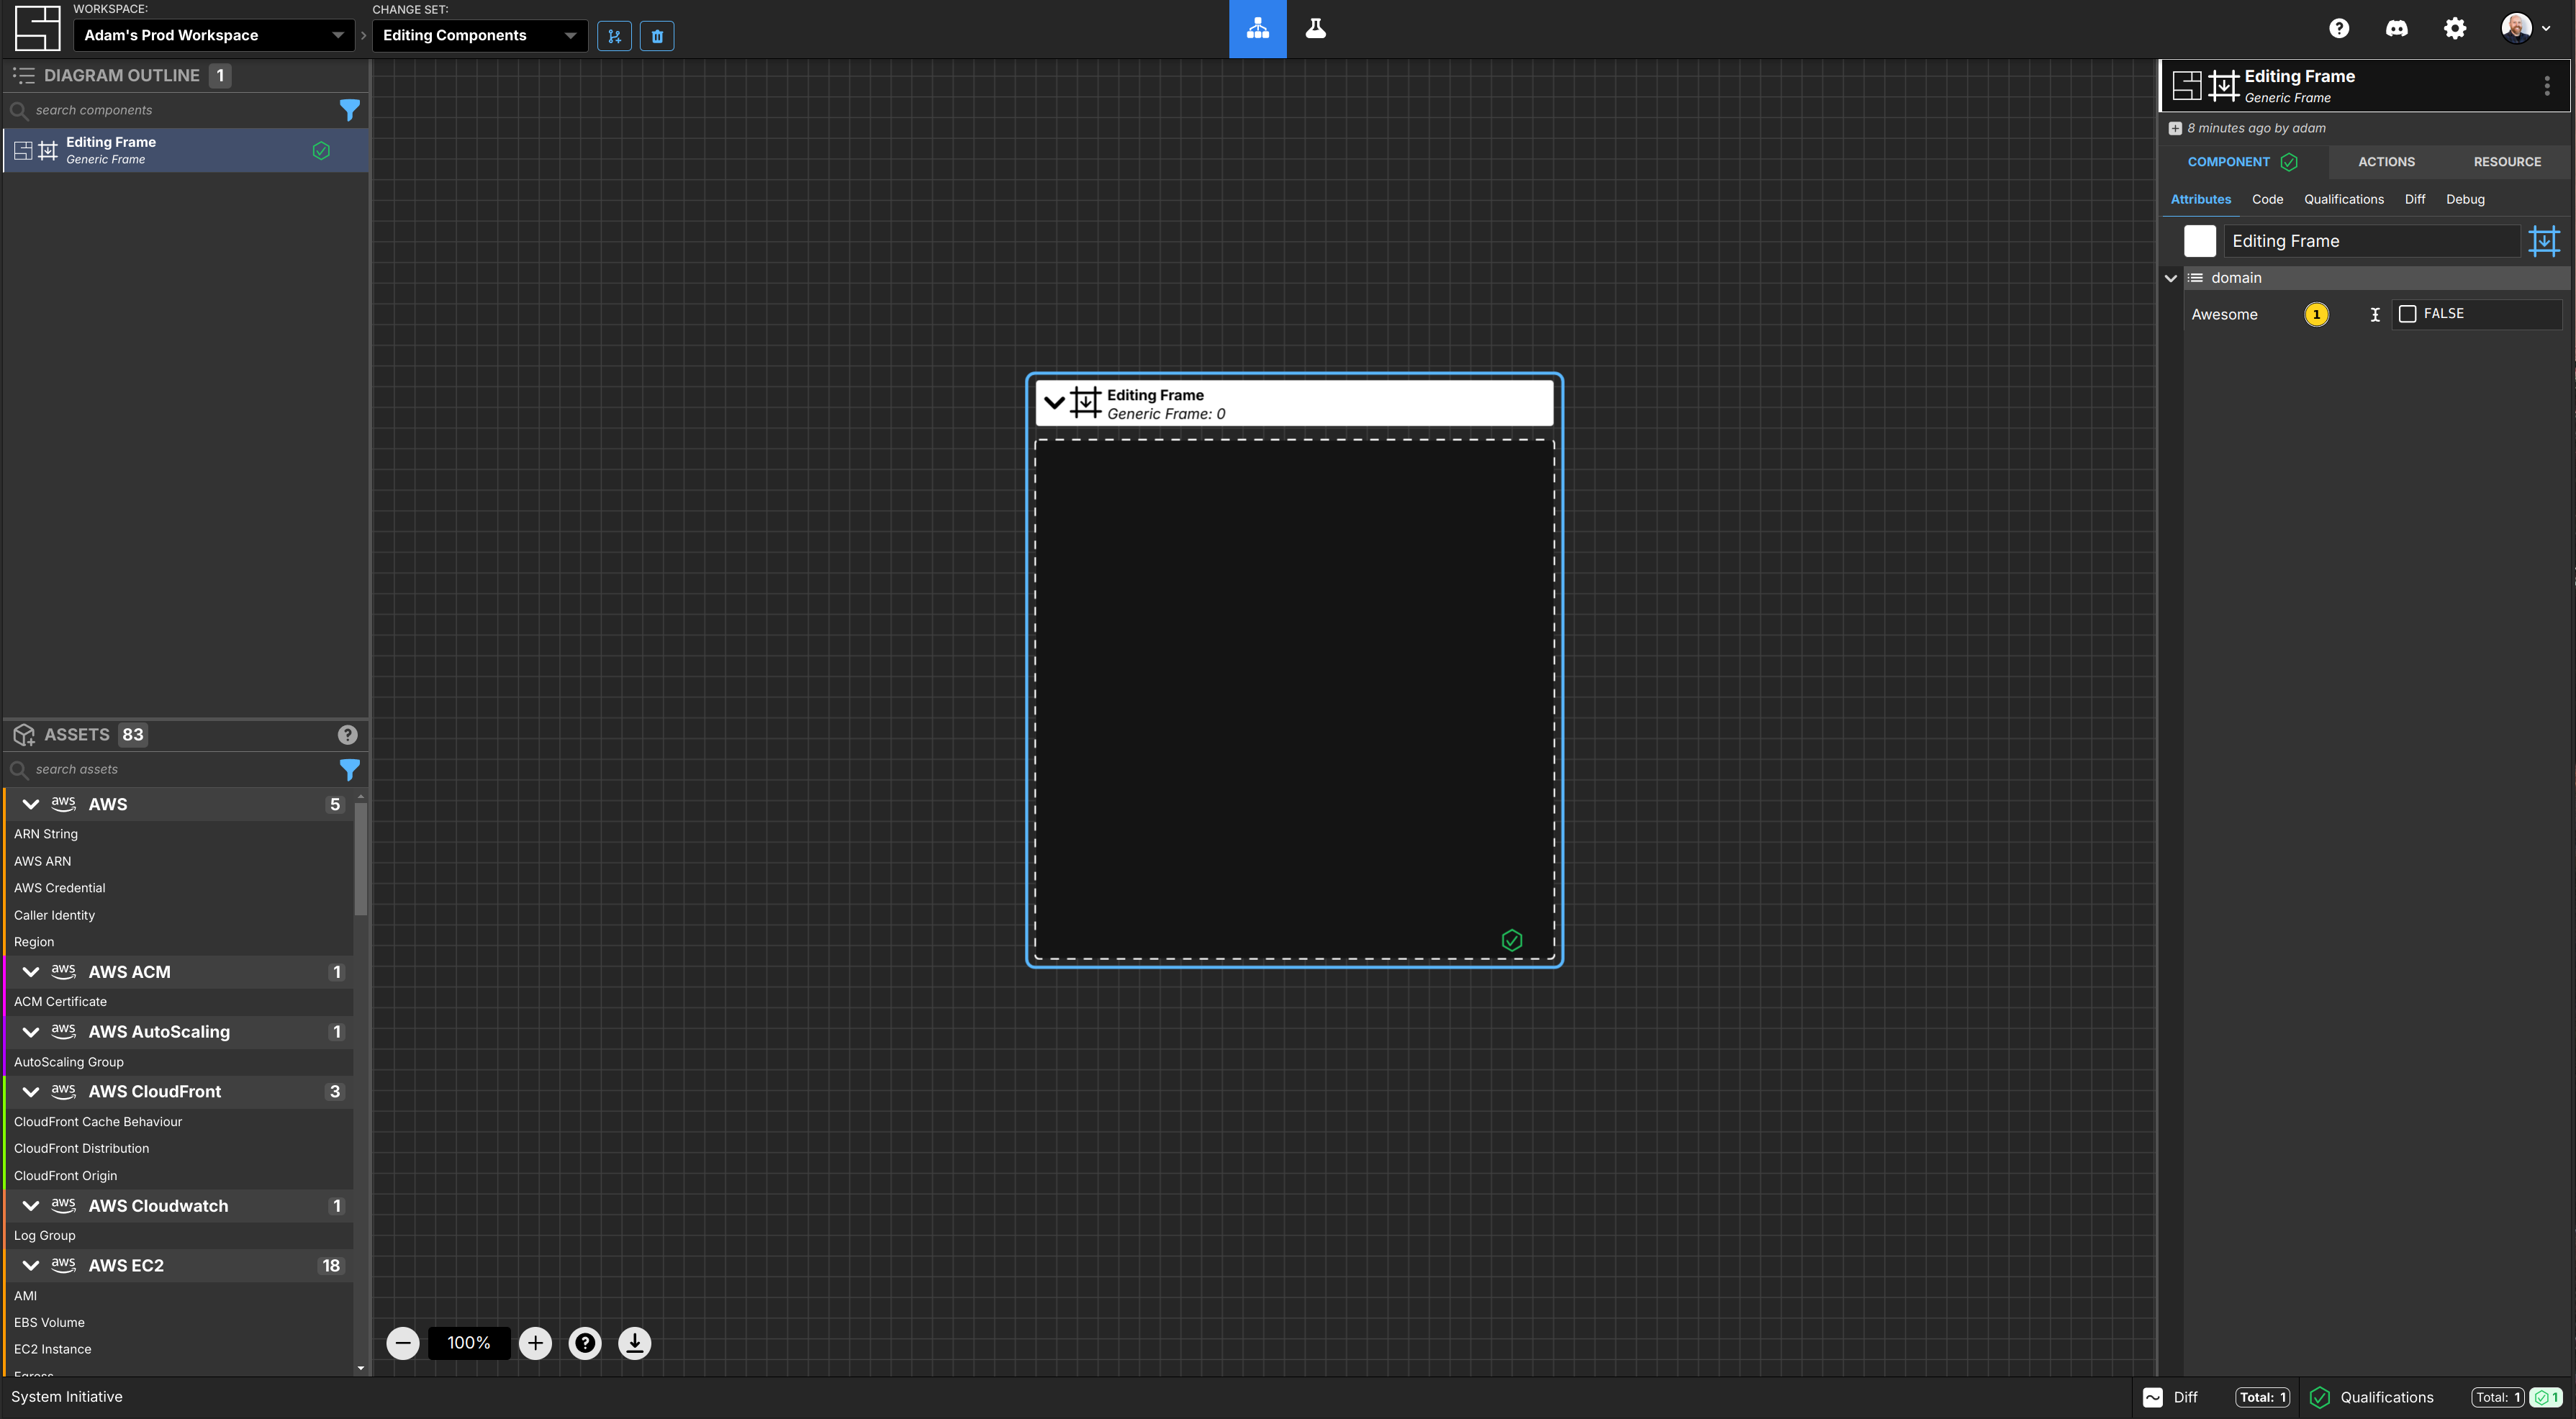 WORKSPACE:
Adam's Prod Workspace
CHANGE SET:
Editing Components
DIAGRAM OUTLINE 1
search components
Editing Frame
Generic Frame
ASSETS 83
search assets
aws AWS 5
ARN String
AWS ARN
AWS Credential
Caller Identity
Region
aws AWS ACM 1
ACM Certificate
aws AWS AutoScaling 1
AutoScaling Group
aws AWS CloudFront 3
CloudFront Cache Behaviour
CloudFront Distribution
CloudFront Origin
aws AWS Cloudwatch 1
Log Group
aws AWS EC2 18
AMI
EBS Volume
EC2 Instance
Egress
Editing Frame
Generic Frame: 0
100%
Editing Frame
Generic Frame
8 minutes ago by adam
COMPONENT ACTIONS RESOURCE
Attributes Code Qualifications Diff Debug
Editing Frame
domain
Awesome 1 FALSE
System Initiative
Diff Total: 1 Qualifications Total: 1 1